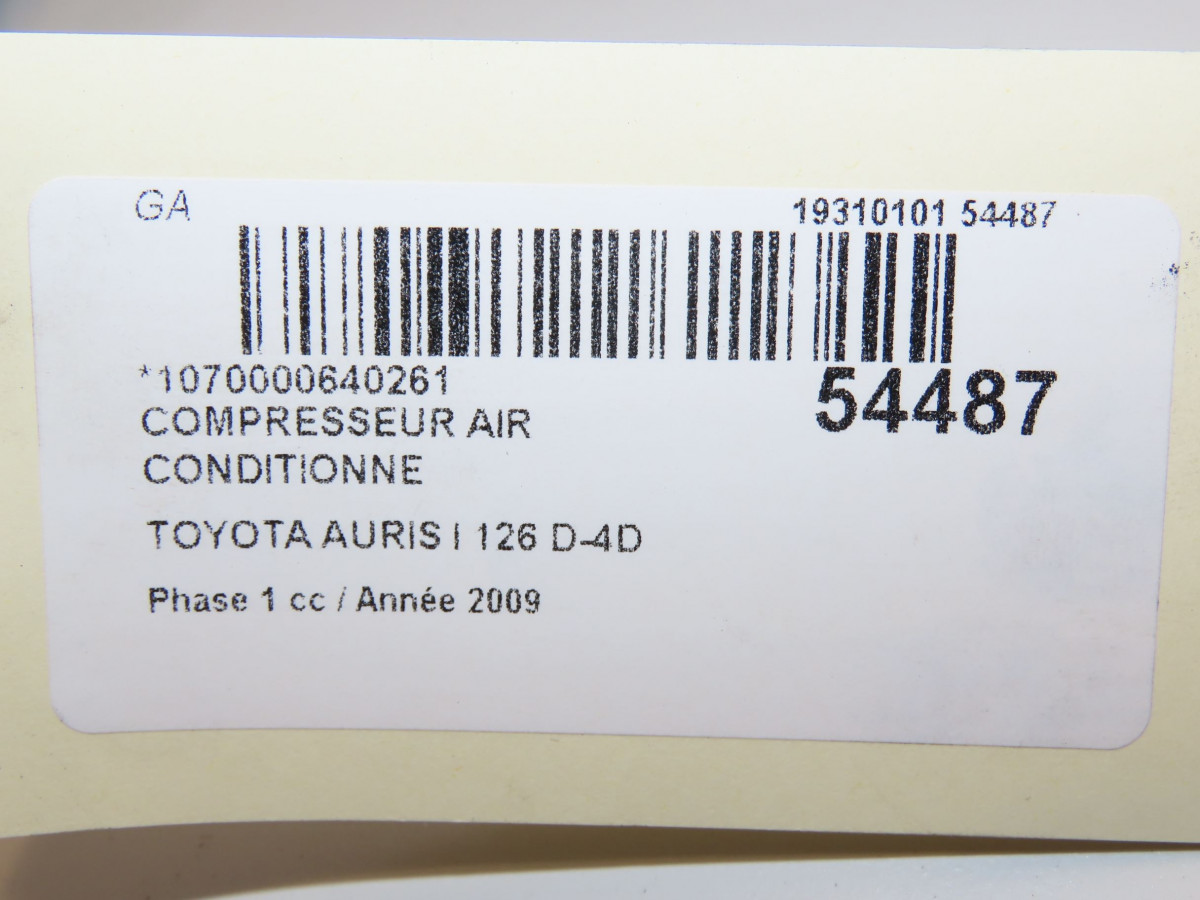 GA
19310101 54487
*1070000640261
54487
COMPRESSEUR AIR
CONDITIONNE
TOYOTA AURIS I 126 D-4D
Phase 1 cc / Année 2009